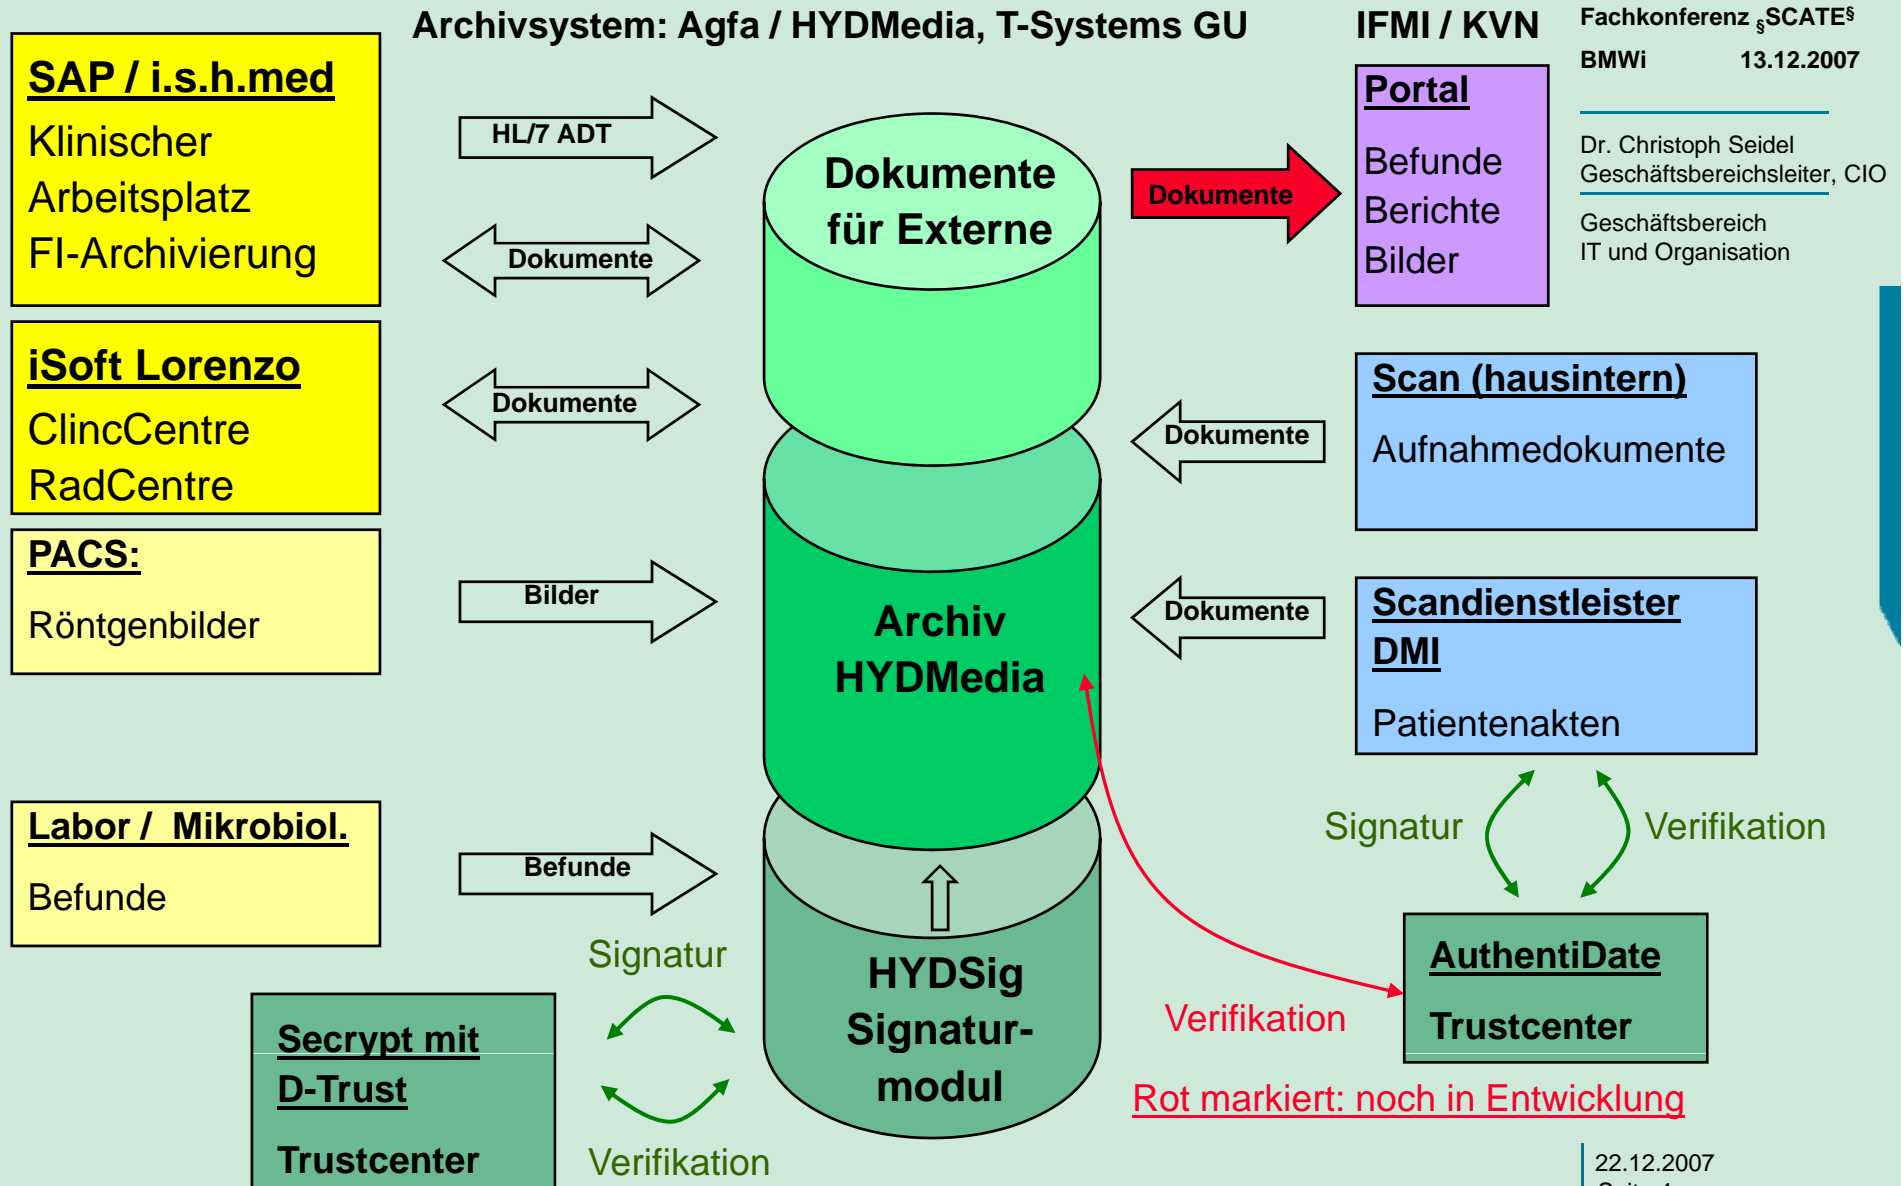 Archivsystem: Agfa / HYDMedia, T-Systems GU
IFMI / KVN
Fachkonferenz §SCATE§
BMWi 13.12.2007
Dr. Christoph Seidel
Geschäftsbereichsleiter, CIO
Geschäftsbereich
IT und Organisation
SAP / i.s.h.med
Klinischer
Arbeitsplatz
FI-Archivierung
HL/7 ADT
Dokumente
iSoft Lorenzo
ClincCentre
RadCentre
Dokumente
PACS:
Röntgenbilder
Bilder
Labor / Mikrobiol.
Befunde
Befunde
Dokumente
für Externe
Archiv
HYDMedia
HYDSig
Signatur-
modul
Signatur
Verifikation
Secrypt mit
D-Trust
Trustcenter
Dokumente
Portal
Befunde
Berichte
Bilder
Dokumente
Scan (hausintern)
Aufnahmedokumente
Dokumente
Scandienstleister
DMI
Patientenakten
Signatur
Verifikation
AuthentiDate
Trustcenter
Verifikation
Rot markiert: noch in Entwicklung
22.12.2007